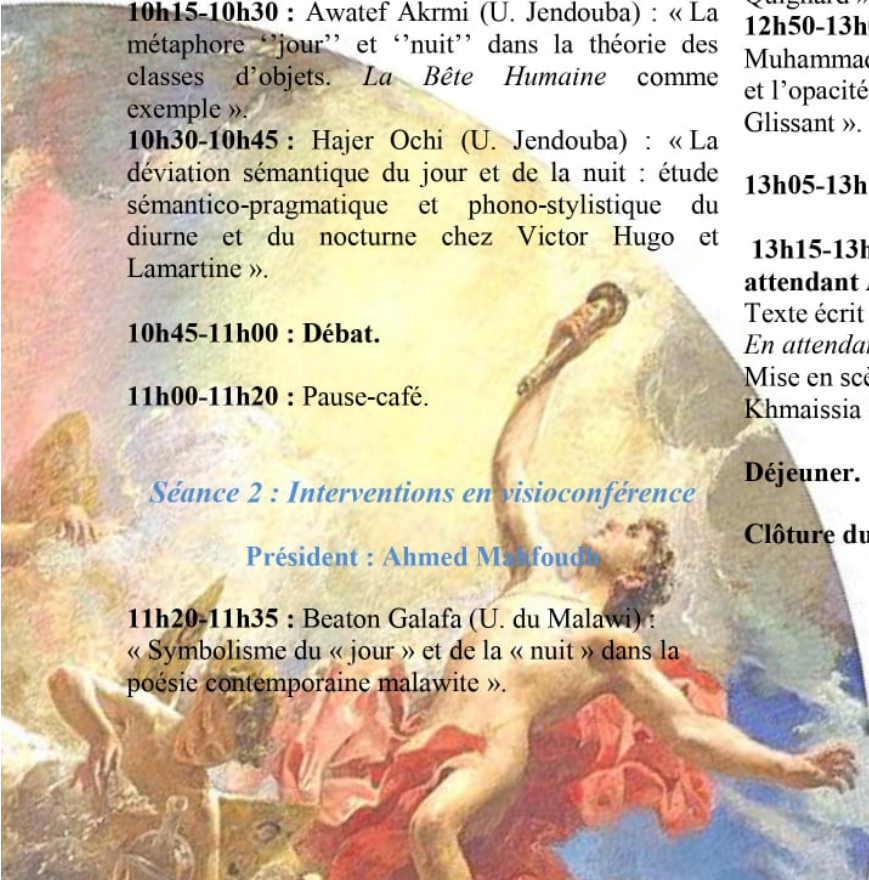 10h15-10h30 : Awatef Akrmi (U. Jendouba) : « La
métaphore ‘’jour’’ et ‘’nuit’’ dans la théorie des
classes d’objets. La Bête Humaine comme
exemple ».
10h30-10h45 : Hajer Ochi (U. Jendouba) : « La
déviation sémantique du jour et de la nuit : étude
sémantico-pragmatique et phono-stylistique du
diurne et du nocturne chez Victor Hugo et
Lamartine ».
10h45-11h00 : Débat.
11h00-11h20 : Pause-café.
Séance 2 : Interventions en visioconférence
Président : Ahmed Mahfoudh
11h20-11h35 : Beaton Galafa (U. du Malawi) :
« Symbolisme du « jour » et de la « nuit » dans la
poésie contemporaine malawite ».
Quignard »
12h50-13h
Muhammad
et l’opacité
Glissant ».
13h05-13h
13h15-13h
attendant
Texte écrit
En attendan
Mise en scè
Khmaissia
Déjeuner.
Clôture du